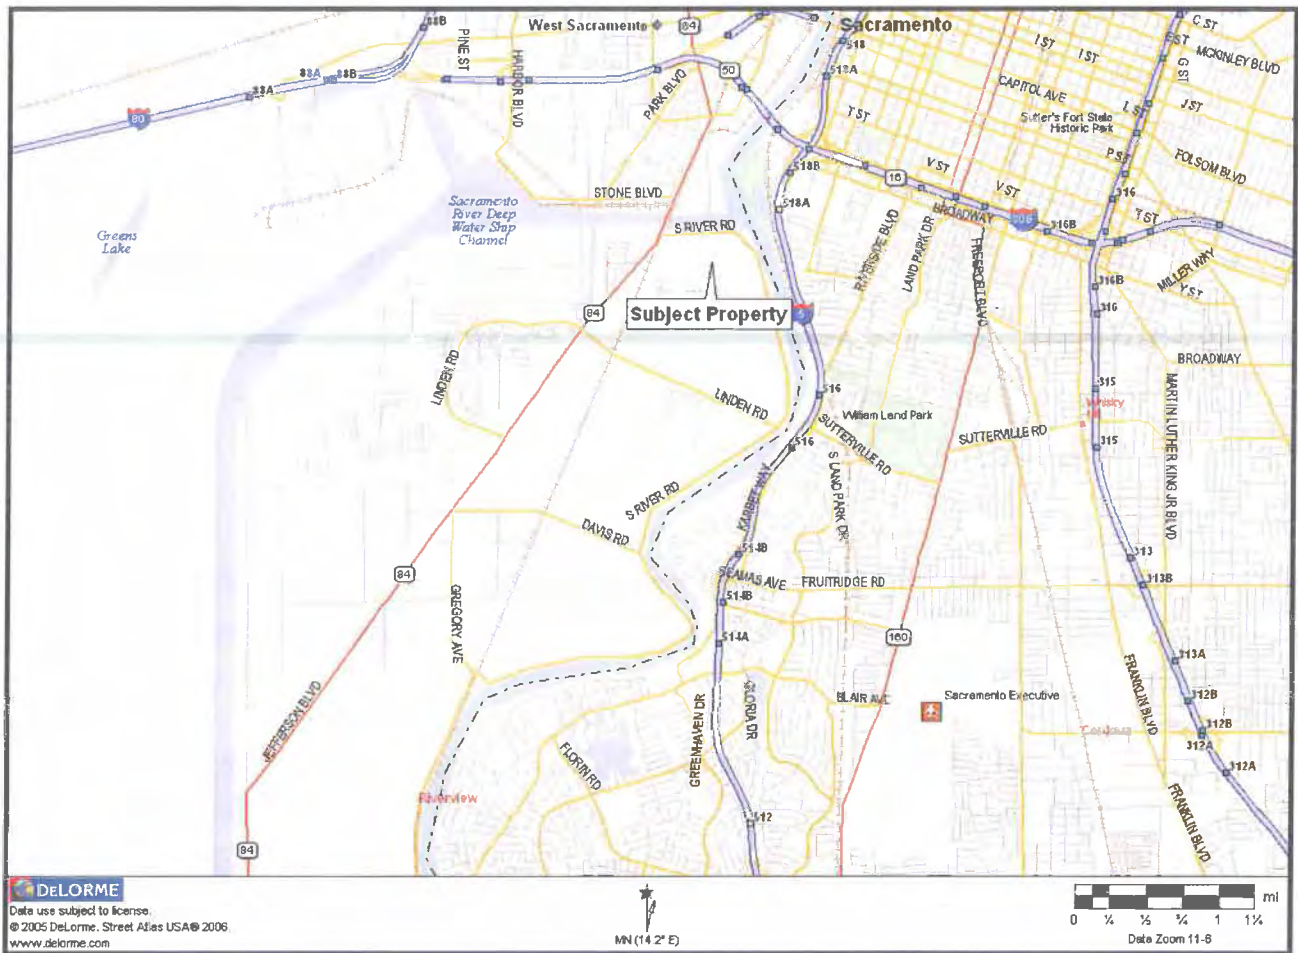 88B
West Sacramento
84
Sacramento
C ST
PINE ST
HARBOR BLVD
518
I ST
I ST
E ST
MCKINLEY BLVD
G ST
88A
88B
50
518A
88A
PARK BLVD
CAPITOL AVE
J ST
80
T ST
L ST
Sutter's Fort State
Historic Park
P ST
FOLSOM BLVD
518B
V ST
16
V ST
STONE BLVD
316
Sacramento
River Deep
Water Ship
Channel
518A
BROADWAY
T ST
Greens
Lake
S RIVER RD
RIVERSIDE BLVD
LAND PARK DR
FREEPORT BLVD
316B
MILLER WAY
Y ST
316B
84
Subject Property
5
316
LINDEN RD
BROADWAY
LINDEN RD
516
315
MARTIN LUTHER KING JR BLVD
William Land Park
SUTTERVILLE RD
SUTTERVILLE RD
516
315
S LAND PARK DR
S RIVER RD
DAVIS RD
514B
313
84
SEAMAS AVE
FRUITRIDGE RD
313B
GREGORY AVE
514B
514A
160
313A
JEFFERSON BLVD
GREENHAVEN DR
GLORIA DR
BLAIR AVE
Sacramento Executive
FRANKLIN BLVD
312B
312B
312A
FLORIN RD
312A
Riverview
512
FRANKLIN BLVD
84
DELORME
Data use subject to license.
© 2005 DeLorme. Street Atlas USA® 2006.
www.delorme.com
MN (14.2° E)
mi
0 ¼ ½ ¾ 1 1¼
Data Zoom 11-6